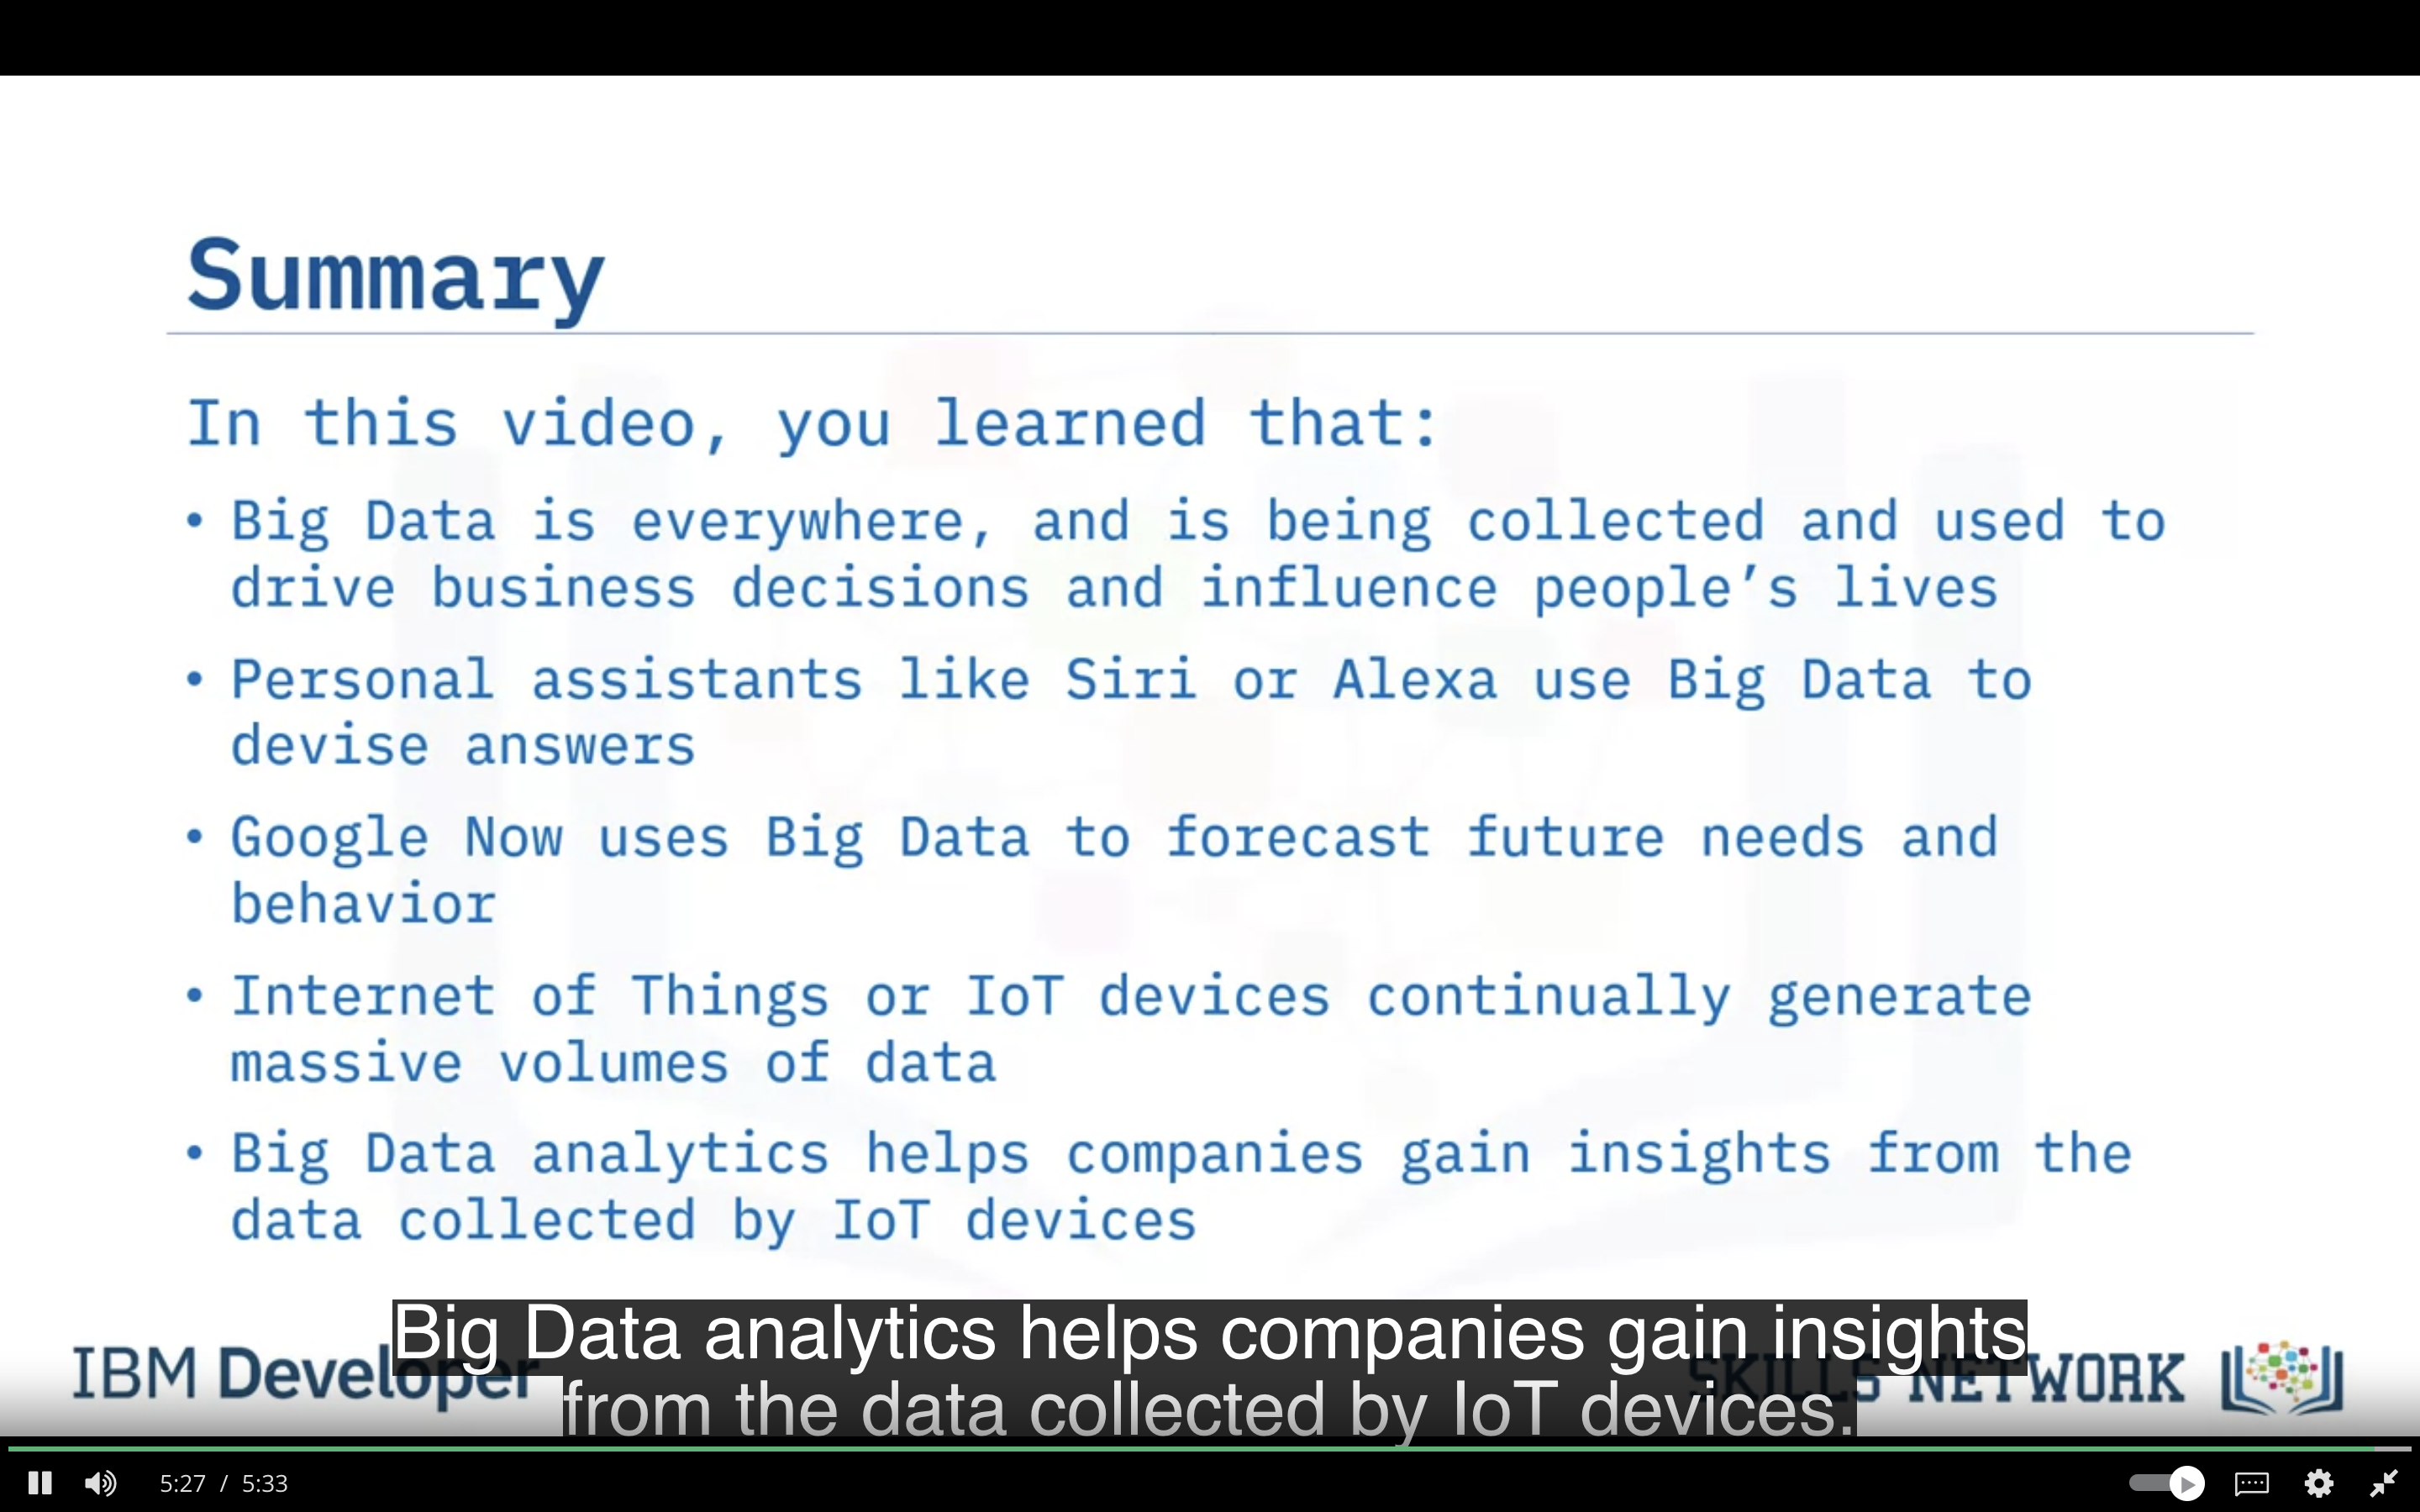 Summary
In this video, you learned that:
• Big Data is everywhere, and is being collected and used to
drive business decisions and influence people’s lives
• Personal assistants like Siri or Alexa use Big Data to
devise answers
• Google Now uses Big Data to forecast future needs and
behavior
• Internet of Things or IoT devices continually generate
massive volumes of data
• Big Data analytics helps companies gain insights from the
data collected by IoT devices
Big Data analytics helps companies gain insights
from the data collected by IoT devices.
IBM Developer
SKILLS NETWORK
5:27 / 5:33